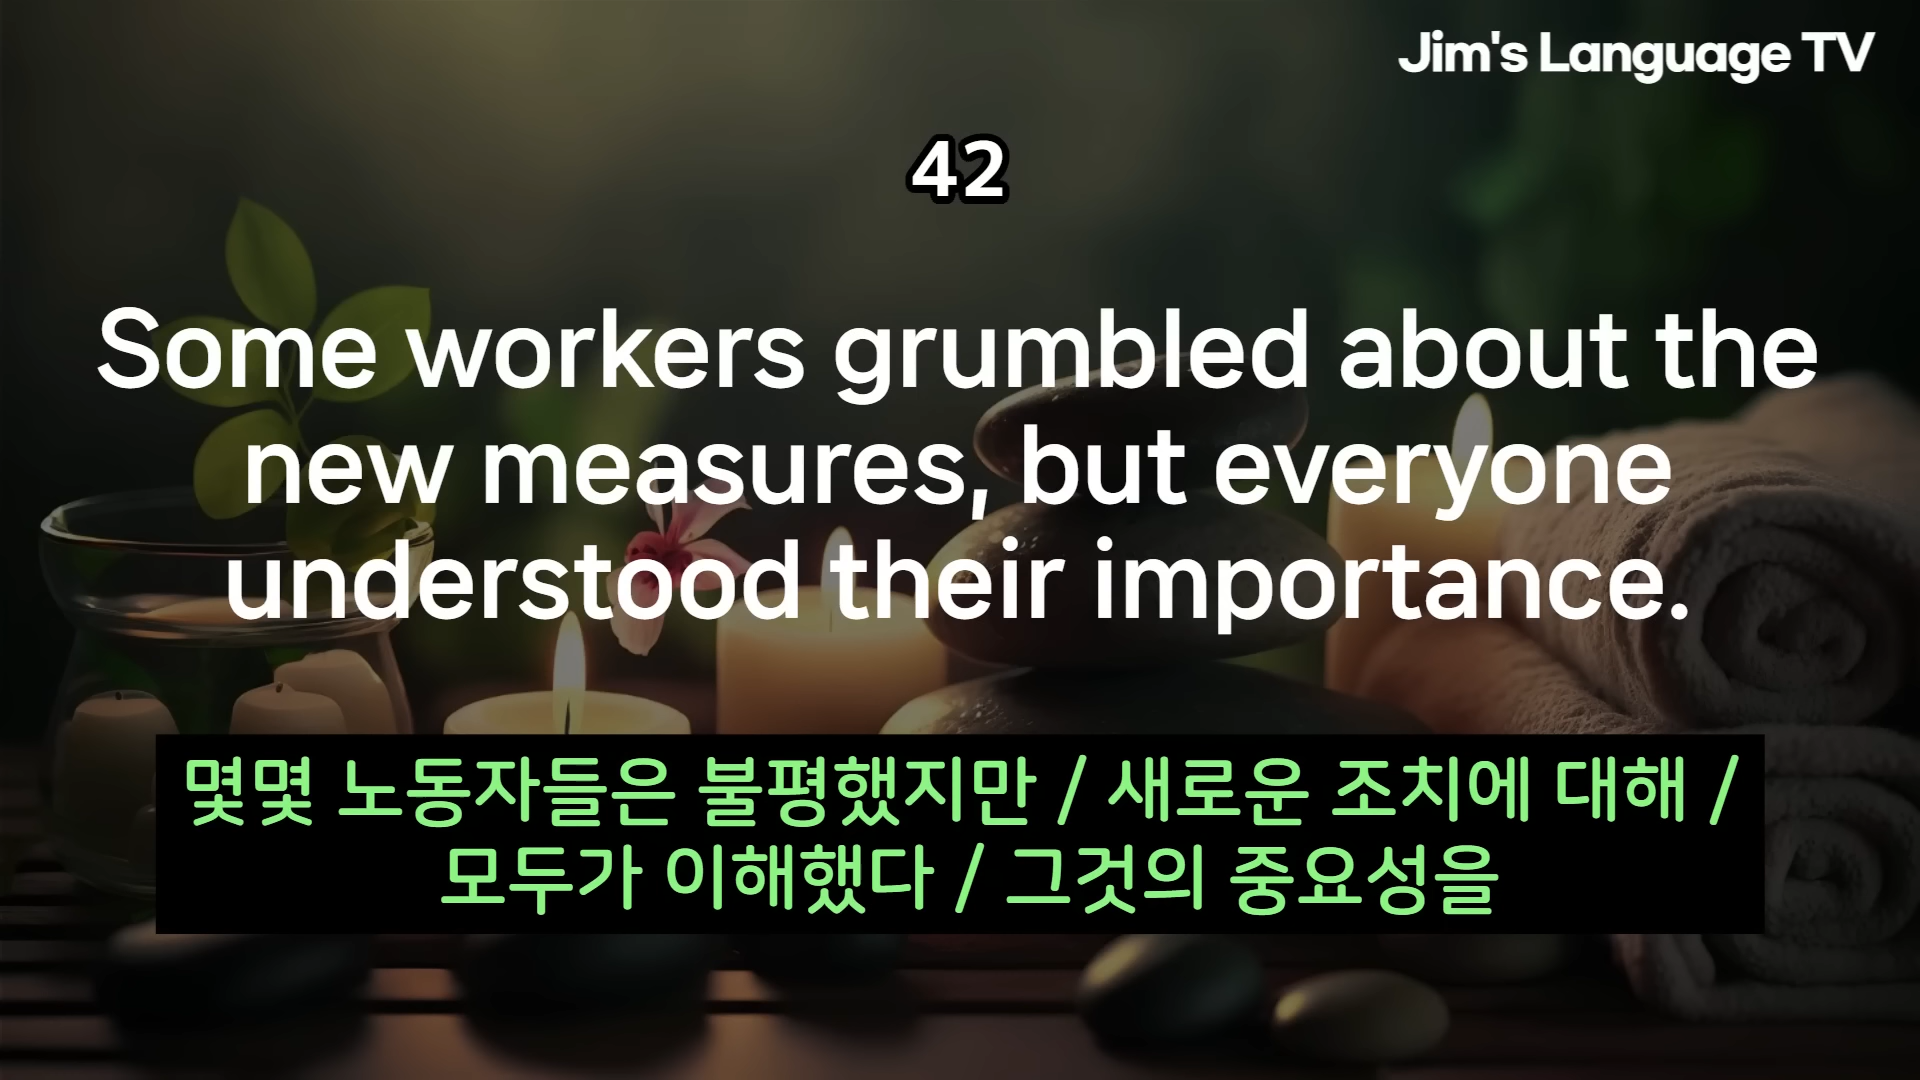 Jim's Language TV
42
Some workers grumbled about the
new measures, but everyone
understood their importance.
몇몇 노동자들은 불평했지만 / 새로운 조치에 대해 /
모두가 이해했다 / 그것의 중요성을